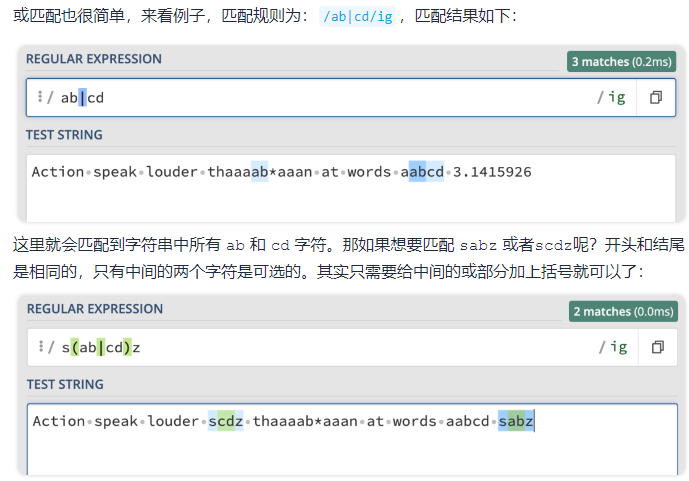 或匹配也很简单，来看例子，匹配规则为： /ab|cd/ig ，匹配结果如下：
REGULAR EXPRESSION
3 matches (0.2ms)
/ ab|cd
/ ig
TEST STRING
Action·speak·louder·thaaaab*aaan·at·words·aabcd·3.1415926
这里就会匹配到字符串中所有 ab 和 cd 字符。那如果想要匹配 sabz 或者scdz呢？开头和结尾
是相同的，只有中间的两个字符是可选的。其实只需要给中间的或部分加上括号就可以了：
REGULAR EXPRESSION
2 matches (0.0ms)
/ s(ab|cd)z
/ ig
TEST STRING
Action·speak·louder·scdz·thaaaab*aaan·at·words·aabcd·sabz